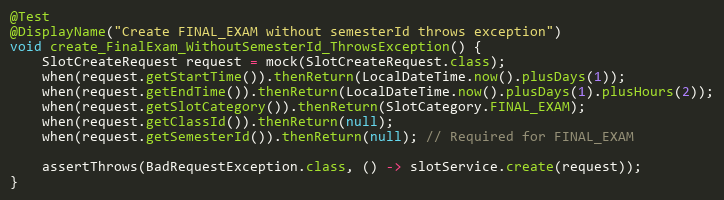 @Test
@DisplayName("Create FINAL_EXAM without semesterId throws exception")
void create_FinalExam_WithoutSemesterId_ThrowsException() {
    SlotCreateRequest request = mock(SlotCreateRequest.class);
    when(request.getStartTime()).thenReturn(LocalDateTime.now().plusDays(1));
    when(request.getEndTime()).thenReturn(LocalDateTime.now().plusDays(1).plusHours(2));
    when(request.getSlotCategory()).thenReturn(SlotCategory.FINAL_EXAM);
    when(request.getClassId()).thenReturn(null);
    when(request.getSemesterId()).thenReturn(null); // Required for FINAL_EXAM

    assertThrows(BadRequestException.class, () -> slotService.create(request));
}